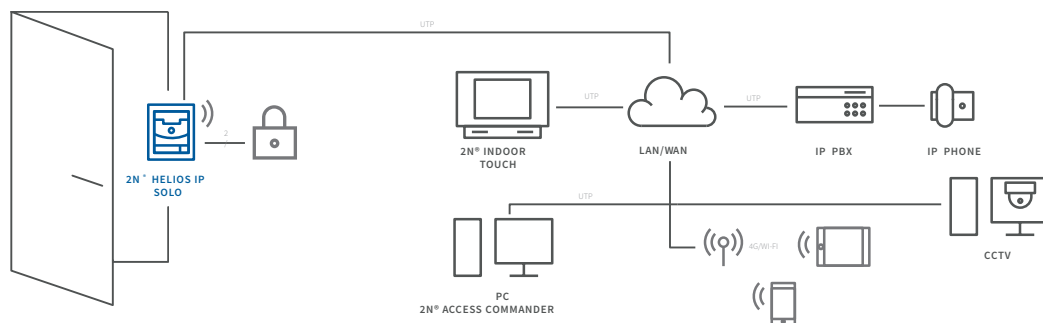 UTP
2
2N® HELIOS IP
SOLO
UTP
UTP
2N® INDOOR
TOUCH
LAN/WAN
IP PBX
IP PHONE
UTP
4G/Wi-Fi
CCTV
PC
2N® ACCESS COMMANDER